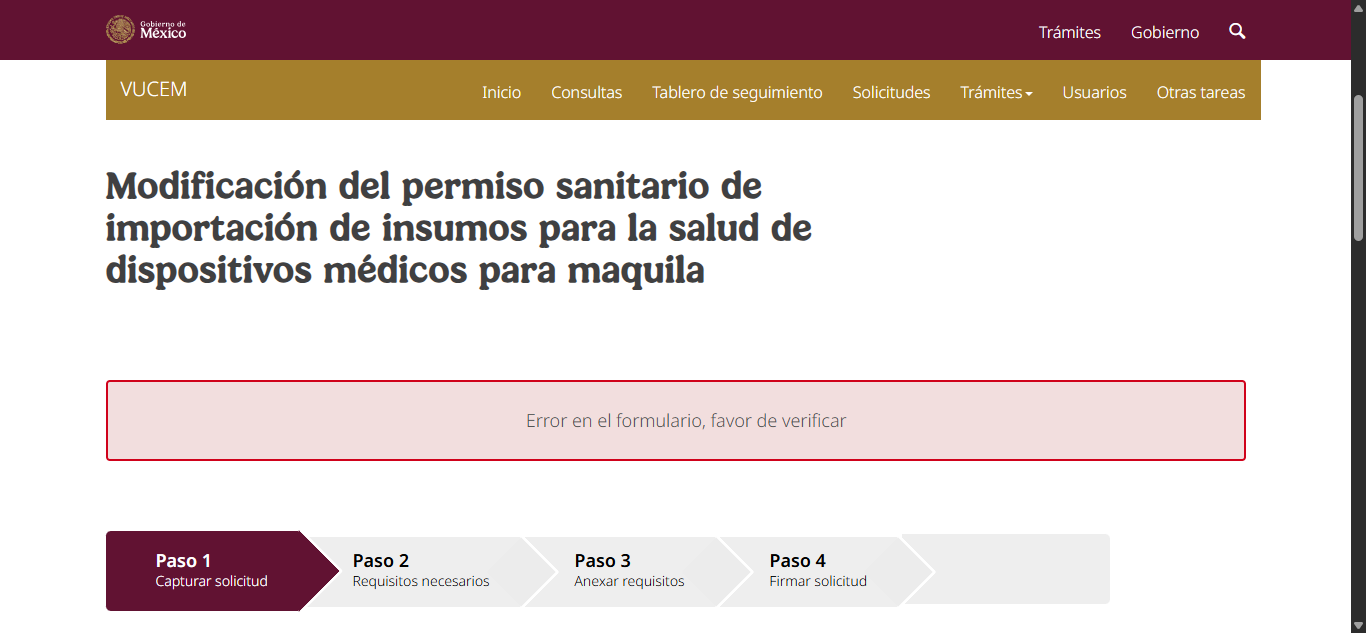 Gobierno de
México
Trámites
Gobierno
VUCEM
Inicio
Consultas
Tablero de seguimiento
Solicitudes
Trámites
Usuarios
Otras tareas
Modificación del permiso sanitario de
importación de insumos para la salud de
dispositivos médicos para maquila
Error en el formulario, favor de verificar
Paso 1
Capturar solicitud
Paso 2
Requisitos necesarios
Paso 3
Anexar requisitos
Paso 4
Firmar solicitud